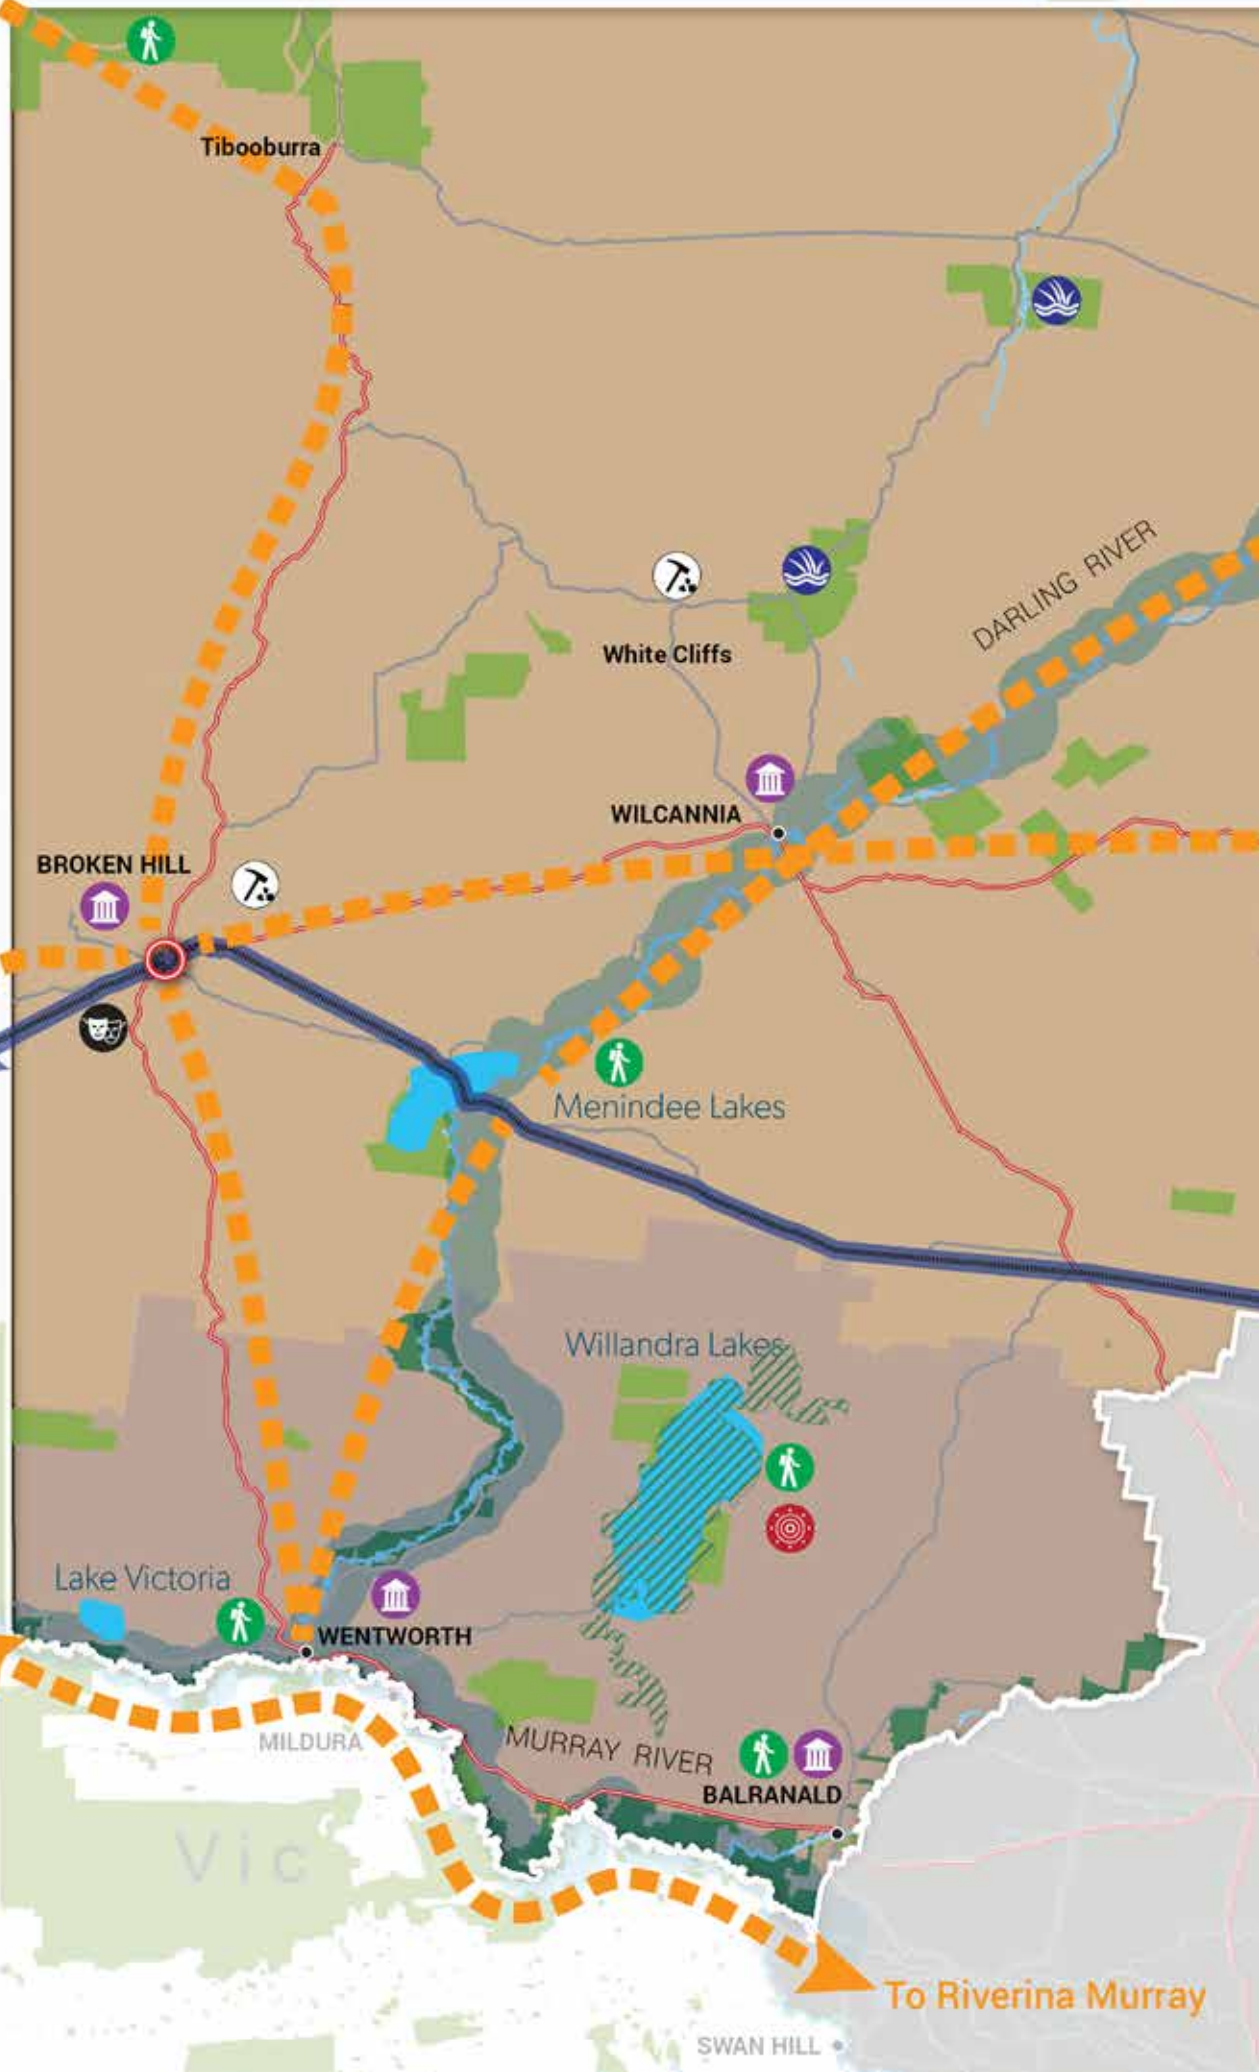 Tibooburra
DARLING RIVER
White Cliffs
WILCANNIA
BROKEN HILL
Menindee Lakes
Willandra Lakes
Lake Victoria
WENTWORTH
MURRAY RIVER
MILDURA
BALRANALD
Vic
To Riverina Murray
SWAN HILL